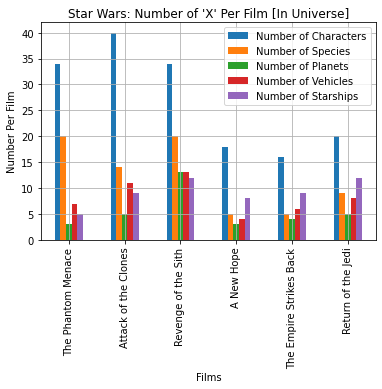 Star Wars: Number of 'X' Per Film [In Universe]
Number of Characters
Number of Species
Number of Planets
Number of Vehicles
Number of Starships
Number Per Film
40
35
30
25
20
15
10
5
0
The Phantom Menace
Attack of the Clones
Revenge of the Sith
A New Hope
The Empire Strikes Back
Return of the Jedi
Films